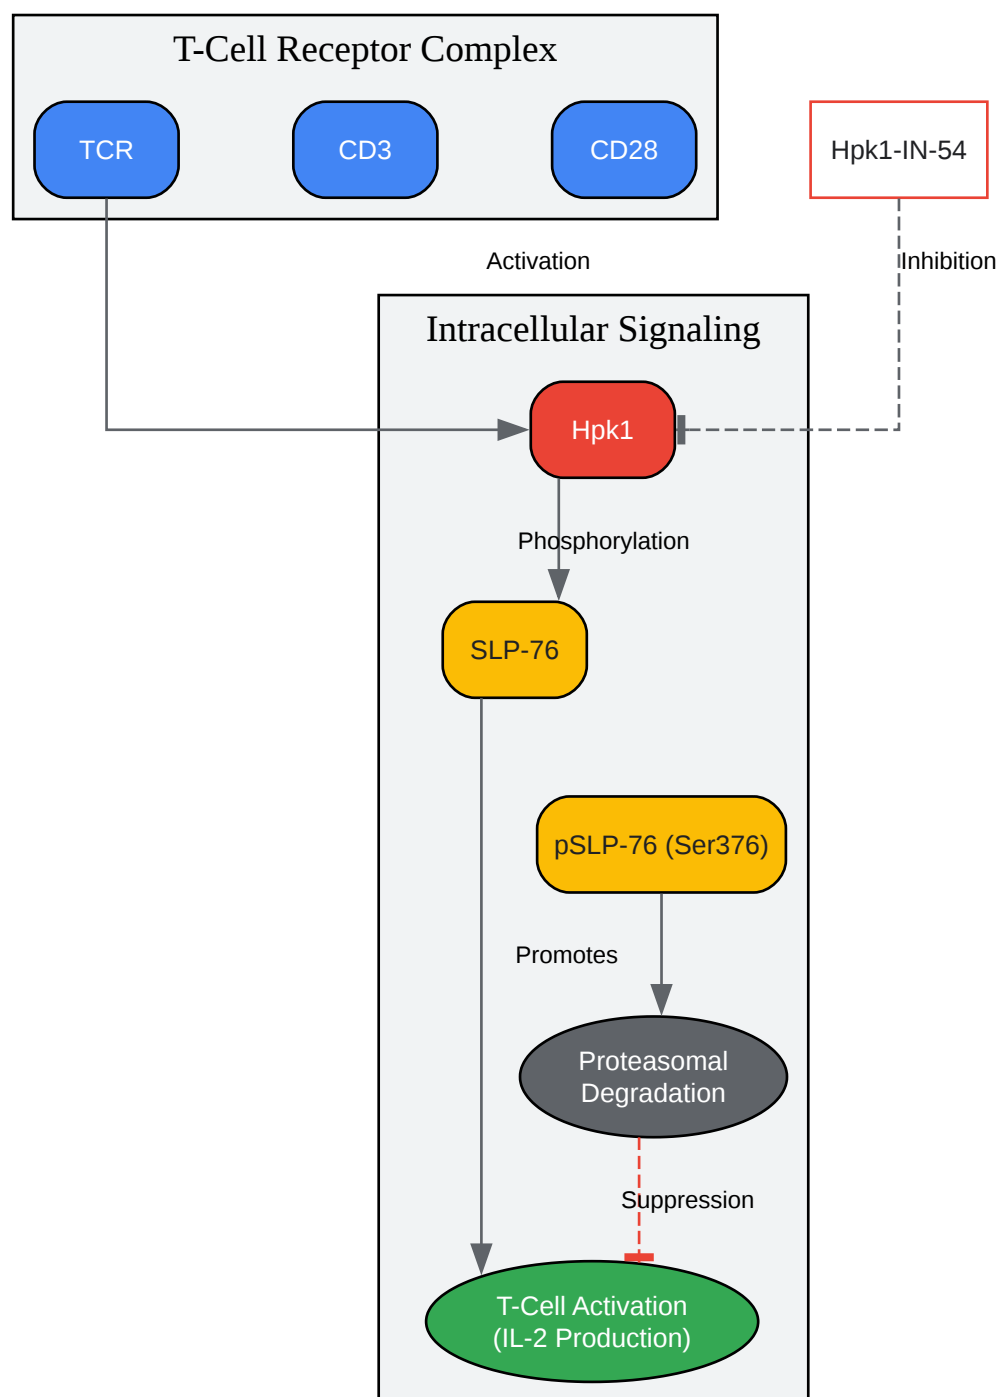 T-Cell Receptor Complex
TCR
CD3
CD28
Hpk1-IN-54
Activation
Inhibition
Intracellular Signaling
Hpk1
Phosphorylation
SLP-76
pSLP-76 (Ser376)
Promotes
Proteasomal
Degradation
Suppression
T-Cell Activation
(IL-2 Production)